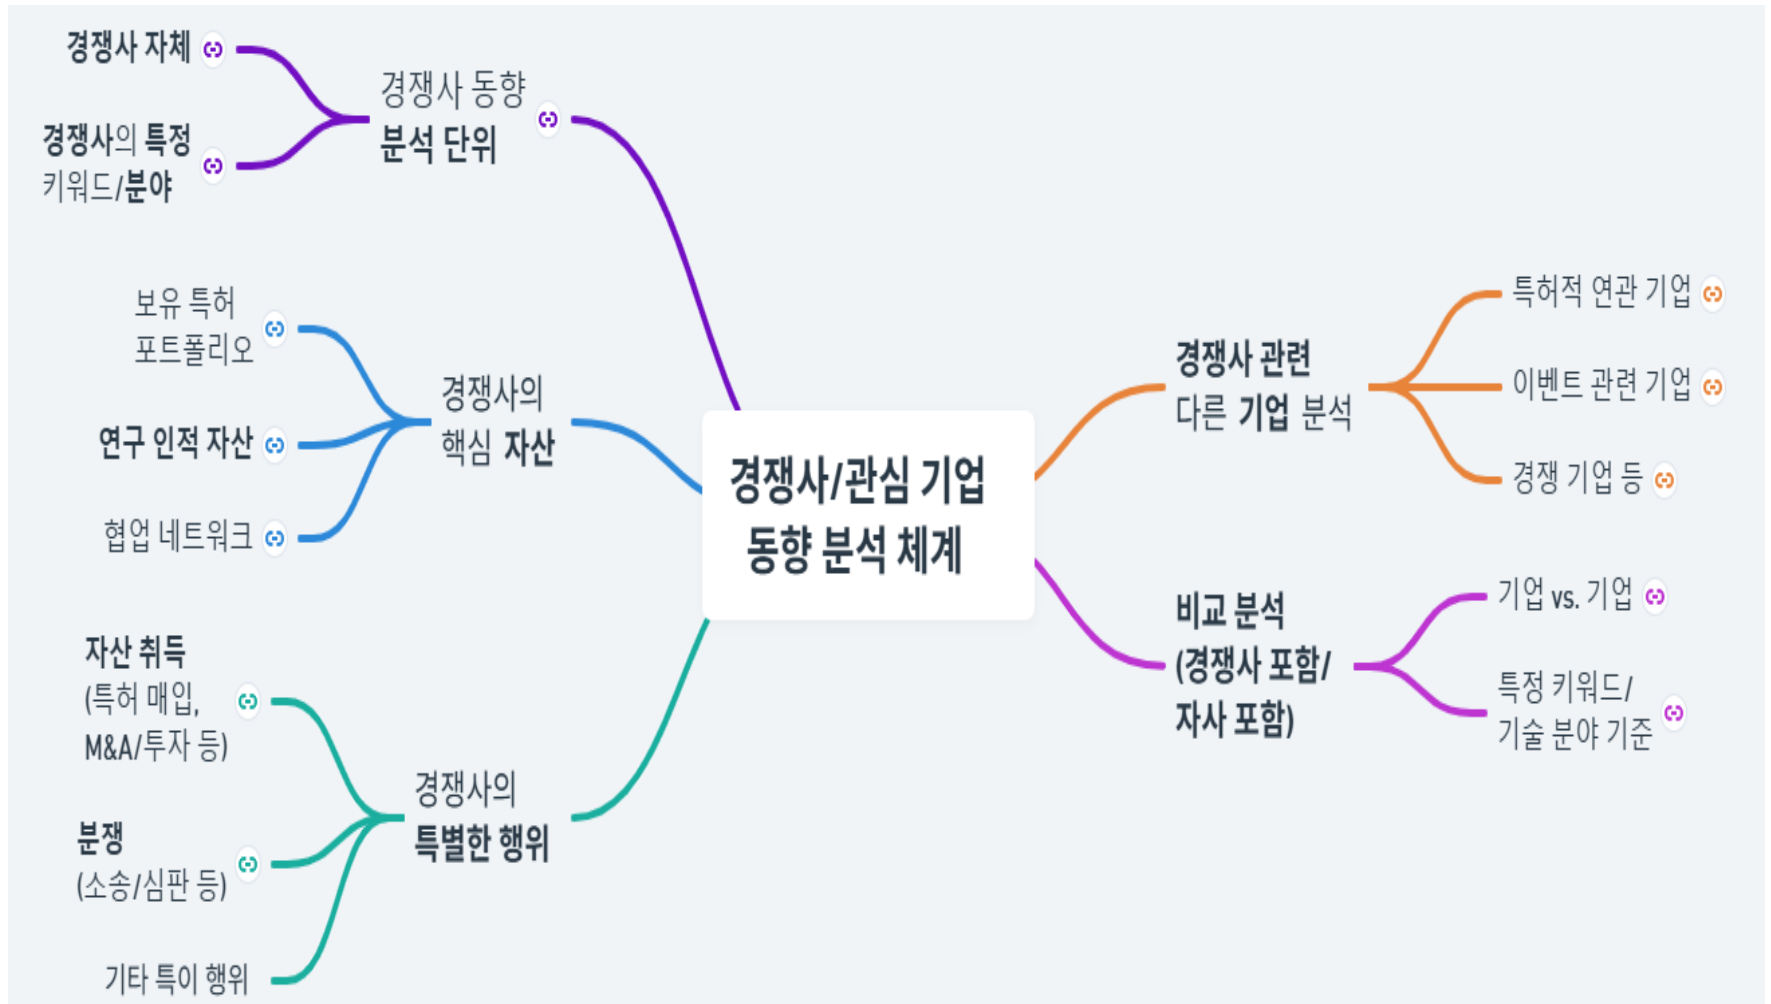 경쟁사 자체
경쟁사의 특정
키워드/분야
경쟁사 동향
분석 단위
보유 특허
포트폴리오
연구 인적 자산
협업 네트워크
경쟁사의
핵심 자산
자산 취득
(특허 매입,
M&A/투자 등)
분쟁
(소송/심판 등)
기타 특이 행위
경쟁사의
특별한 행위
경쟁사/관심 기업
동향 분석 체계
경쟁사 관련
다른 기업 분석
특허적 연관 기업
이벤트 관련 기업
경쟁 기업 등
비교 분석
(경쟁사 포함/
자사 포함)
기업 vs. 기업
특정 키워드/
기술 분야 기준